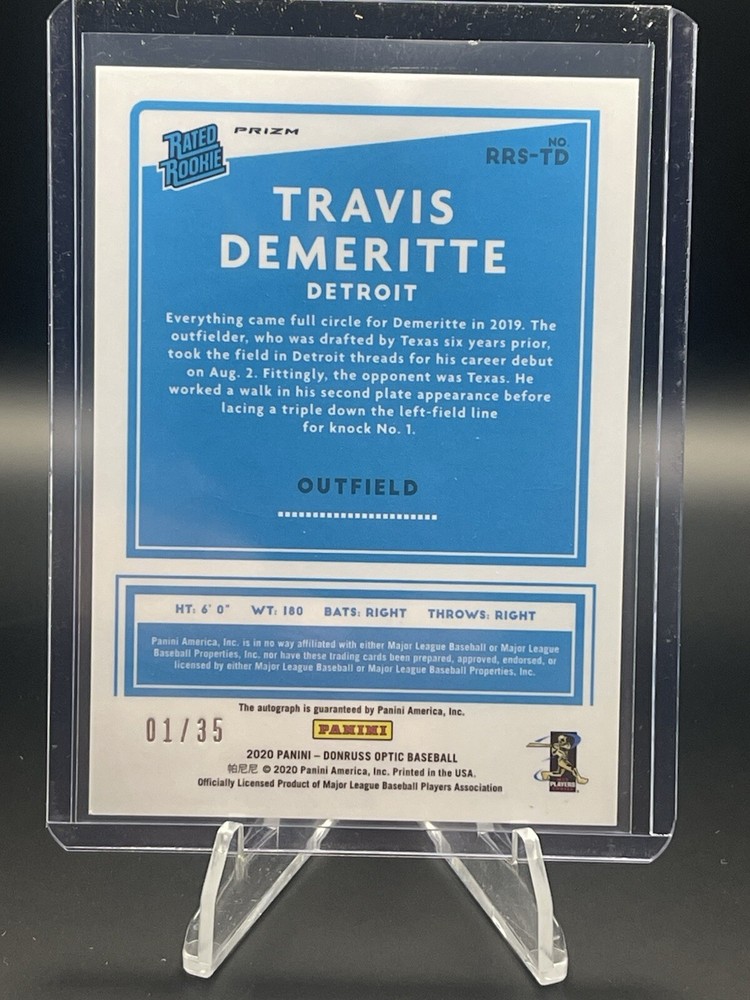 RATED
ROOKIE
PRIZM
NO.
RRS-TD
TRAVIS
DEMERITTE
DETROIT
Everything came full circle for Demeritte in 2019. The
outfielder, who was drafted by Texas six years prior,
took the field in Detroit threads for his career debut
on Aug. 2. Fittingly, the opponent was Texas. He
worked a walk in his second plate appearance before
lacing a triple down the left-field line
for knock No. 1.
OUTFIELD
HT: 6' 0" WT: 180 BATS: RIGHT THROWS: RIGHT
Panini America, Inc. is in no way affiliated with either Major League Baseball or Major League
Baseball Properties, Inc. nor have these trading cards been prepared, approved, endorsed, or
licensed by either Major League Baseball or Major League Baseball Properties, Inc.
The autograph is guaranteed by Panini America, Inc.
01/35
PANINI
2020 PANINI – DONRUSS OPTIC BASEBALL
帕尼尼 © 2020 Panini America, Inc. Printed in the USA.
Officially Licensed Product of Major League Baseball Players Association
PLAYERS